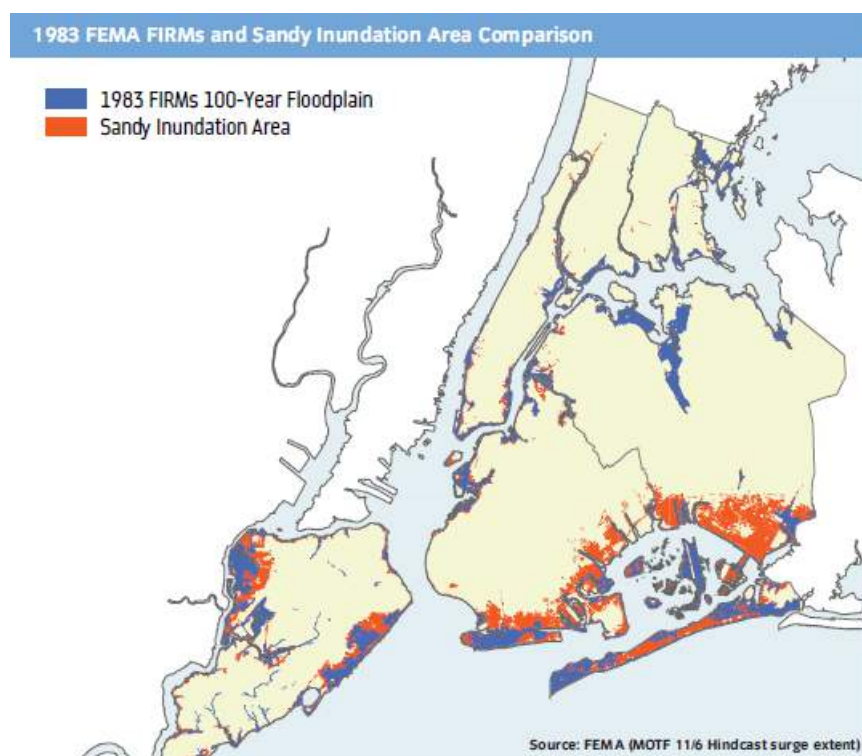 1983 FEMA FIRMs and Sandy Inundation Area Comparison
1983 FIRMs 100-Year Floodplain
Sandy Inundation Area
Source: FEMA (MOTF 11/6 Hindcast surge extent)